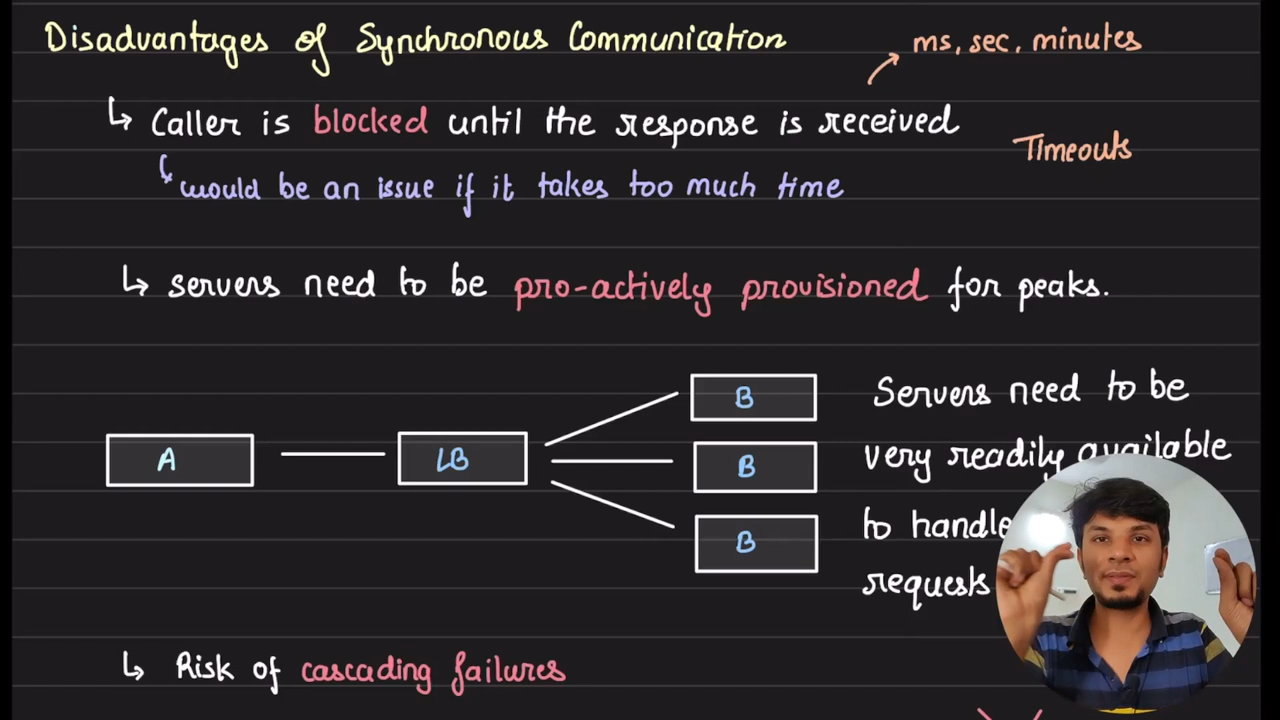 Disadvantages of Synchronous Communication
ms, sec, minutes
↳ Caller is blocked until the response is received
Timeouts
↳ would be an issue if it takes too much time
↳ servers need to be pro-actively provisioned for peaks.
A
LB
B
B
B
Servers need to be
very readily available
to handle
requests
↳ Risk of cascading failures